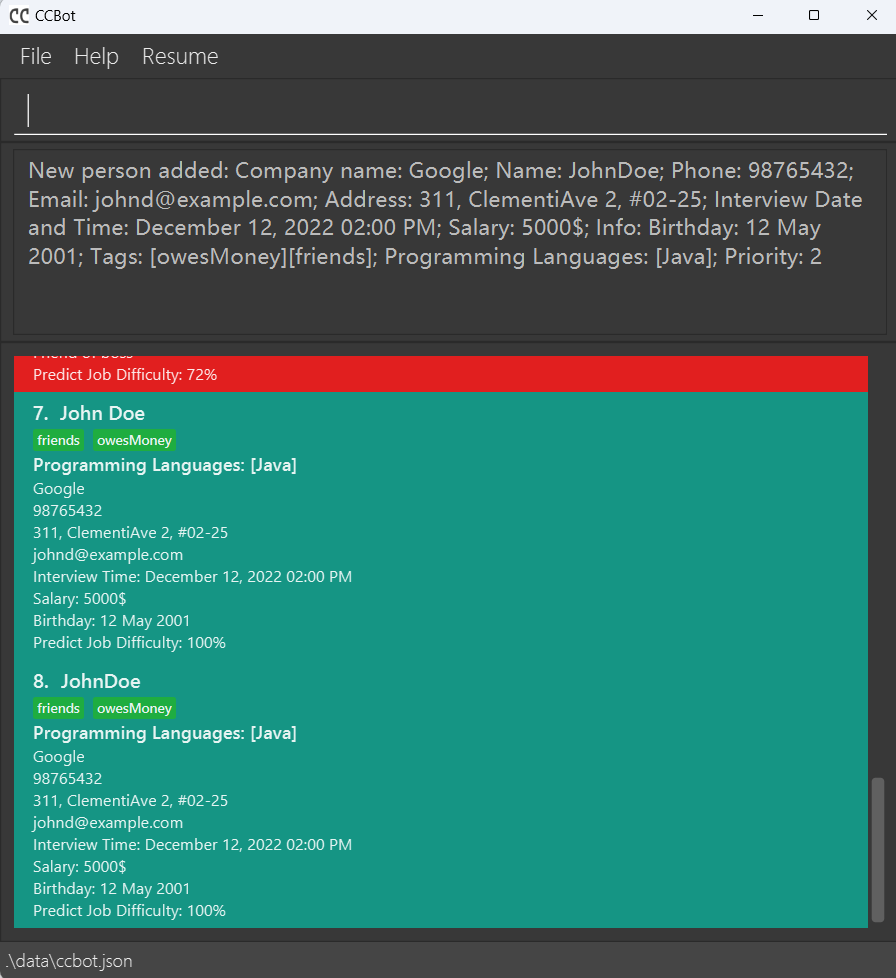 CC CCBot
File Help Resume
New person added: Company name: Google; Name: JohnDoe; Phone: 98765432;
Email: johnd@example.com; Address: 311, ClementiAve 2, #02-25; Interview Date
and Time: December 12, 2022 02:00 PM; Salary: 5000$; Info: Birthday: 12 May
2001; Tags: [owesMoney][friends]; Programming Languages: [Java]; Priority: 2
Friend of boss
Predict Job Difficulty: 72%
7. John Doe
friends owesMoney
Programming Languages: [Java]
Google
98765432
311, ClementiAve 2, #02-25
johnd@example.com
Interview Time: December 12, 2022 02:00 PM
Salary: 5000$
Birthday: 12 May 2001
Predict Job Difficulty: 100%
8. JohnDoe
friends owesMoney
Programming Languages: [Java]
Google
98765432
311, ClementiAve 2, #02-25
johnd@example.com
Interview Time: December 12, 2022 02:00 PM
Salary: 5000$
Birthday: 12 May 2001
Predict Job Difficulty: 100%
.\data\ccbot.json